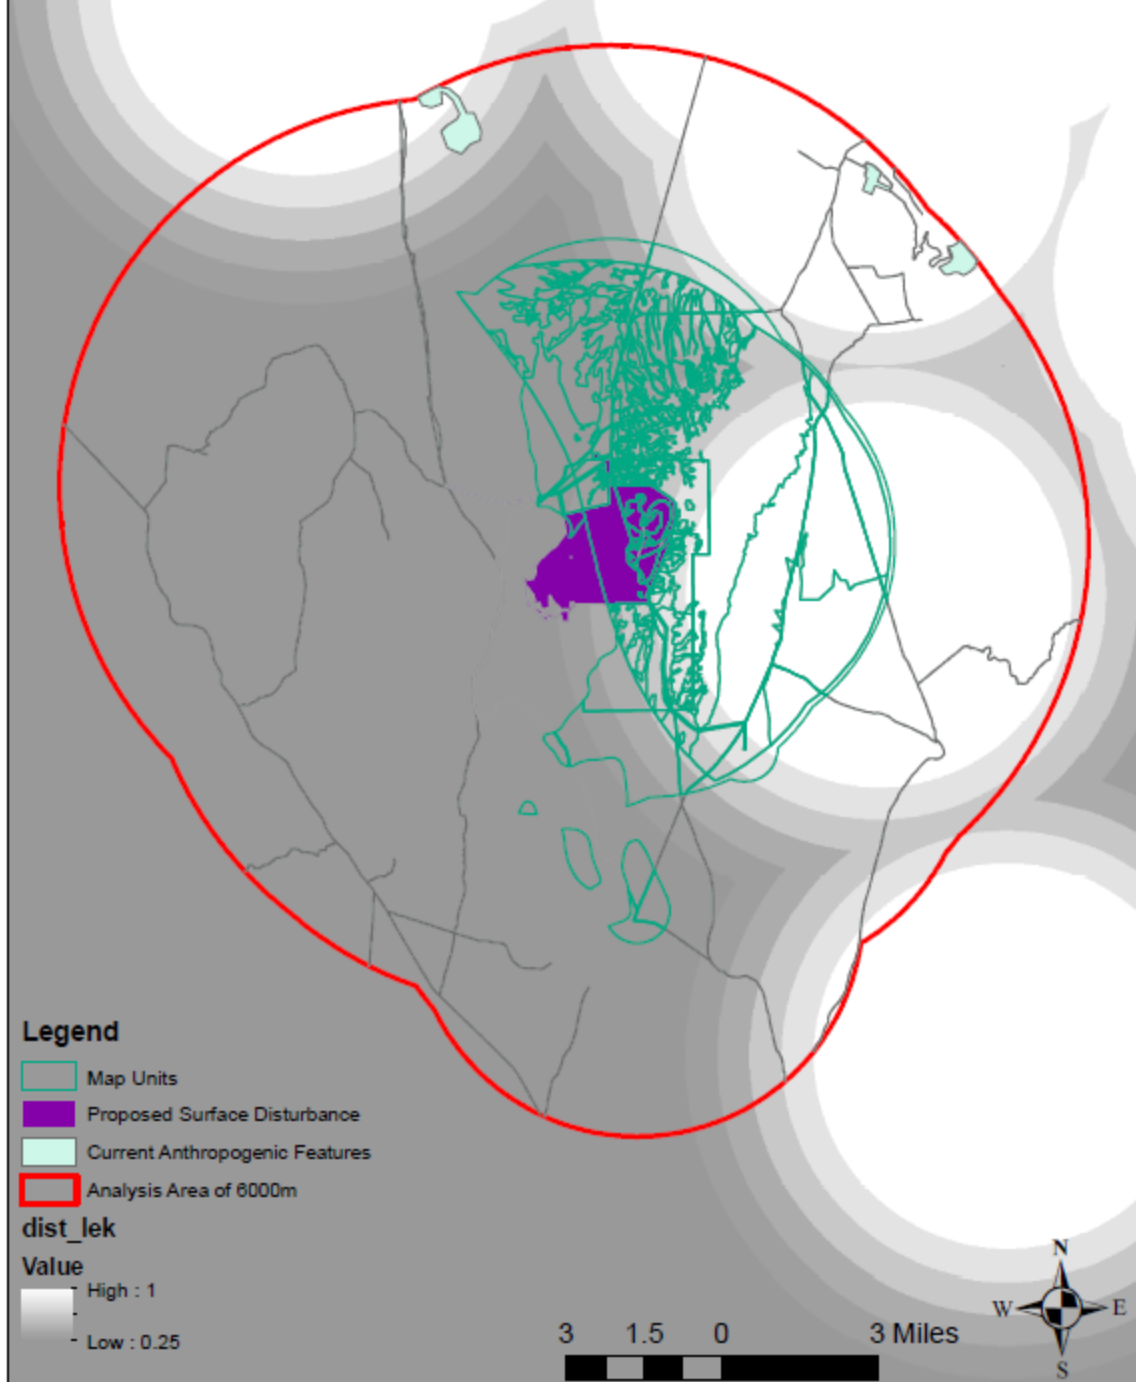 Legend
Map Units
Proposed Surface Disturbance
Current Anthropogenic Features
Analysis Area of 6000m
dist_lek
Value
High : 1
Low : 0.25
3 1.5 0 3 Miles
N
W E
S